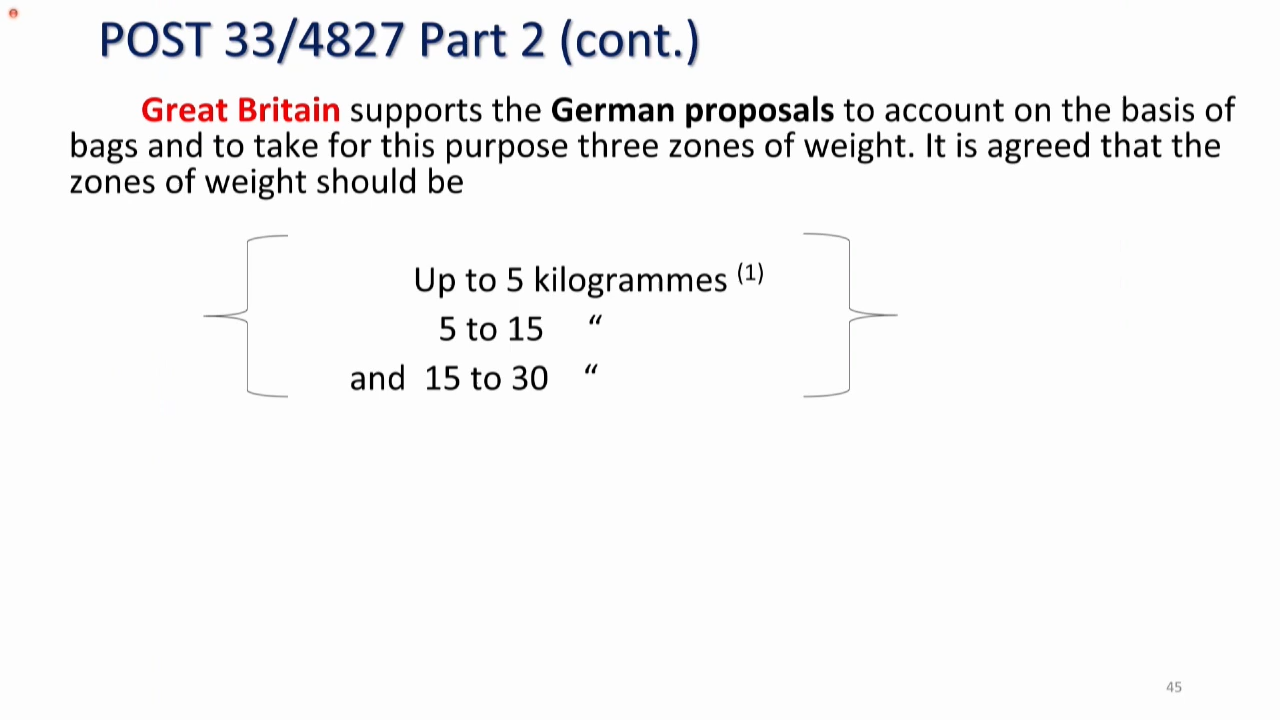 POST 33/4827 Part 2 (cont.)
Great Britain supports the German proposals to account on the basis of
bags and to take for this purpose three zones of weight. It is agreed that the
zones of weight should be
Up to 5 kilogrammes (1)
5 to 15 “
and 15 to 30 “
45